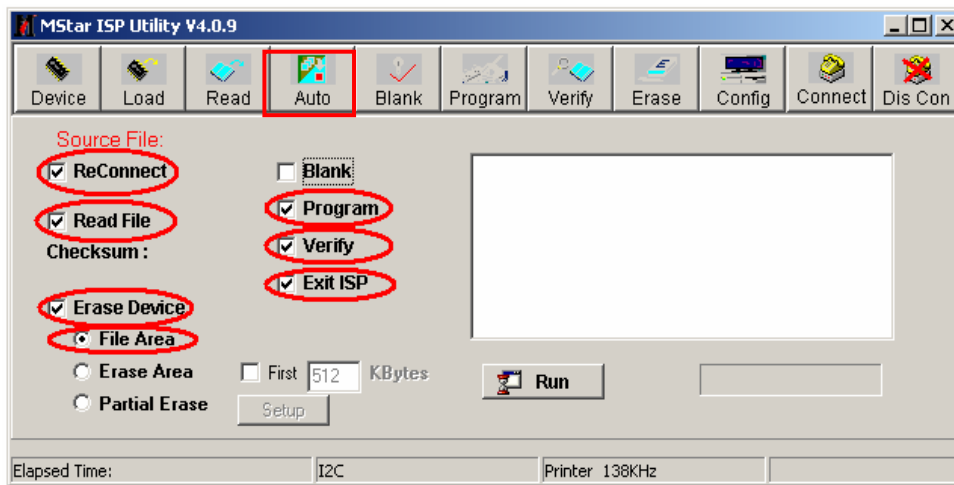 MStar ISP Utility V4.0.9
Device Load Read Auto Blank Program Verify Erase Config Connect Dis Con
Source File:
ReConnect
Blank
Read File
Program
Checksum :
Verify
Exit ISP
Erase Device
File Area
Erase Area
First 512 KBytes
Run
Partial Erase
Setup
Elapsed Time: I2C Printer 138KHz